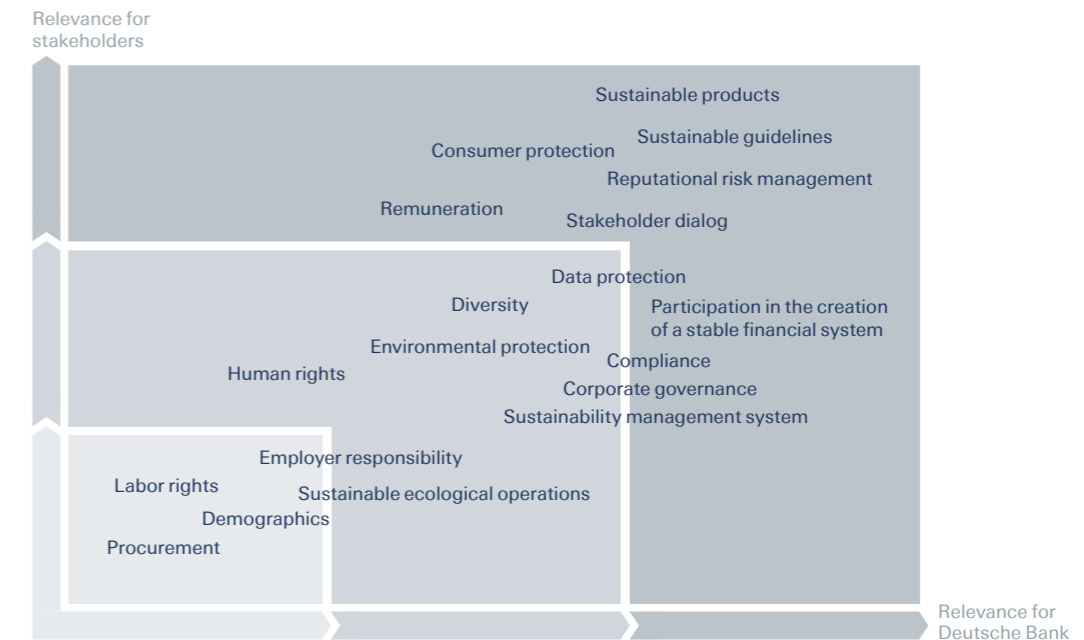 Relevance for
stakeholders
Sustainable products
Sustainable guidelines
Consumer protection
Reputational risk management
Remuneration
Stakeholder dialog
Data protection
Diversity
Participation in the creation
of a stable financial system
Environmental protection
Compliance
Human rights
Corporate governance
Sustainability management system
Employer responsibility
Labor rights
Sustainable ecological operations
Demographics
Procurement
Relevance for
Deutsche Bank